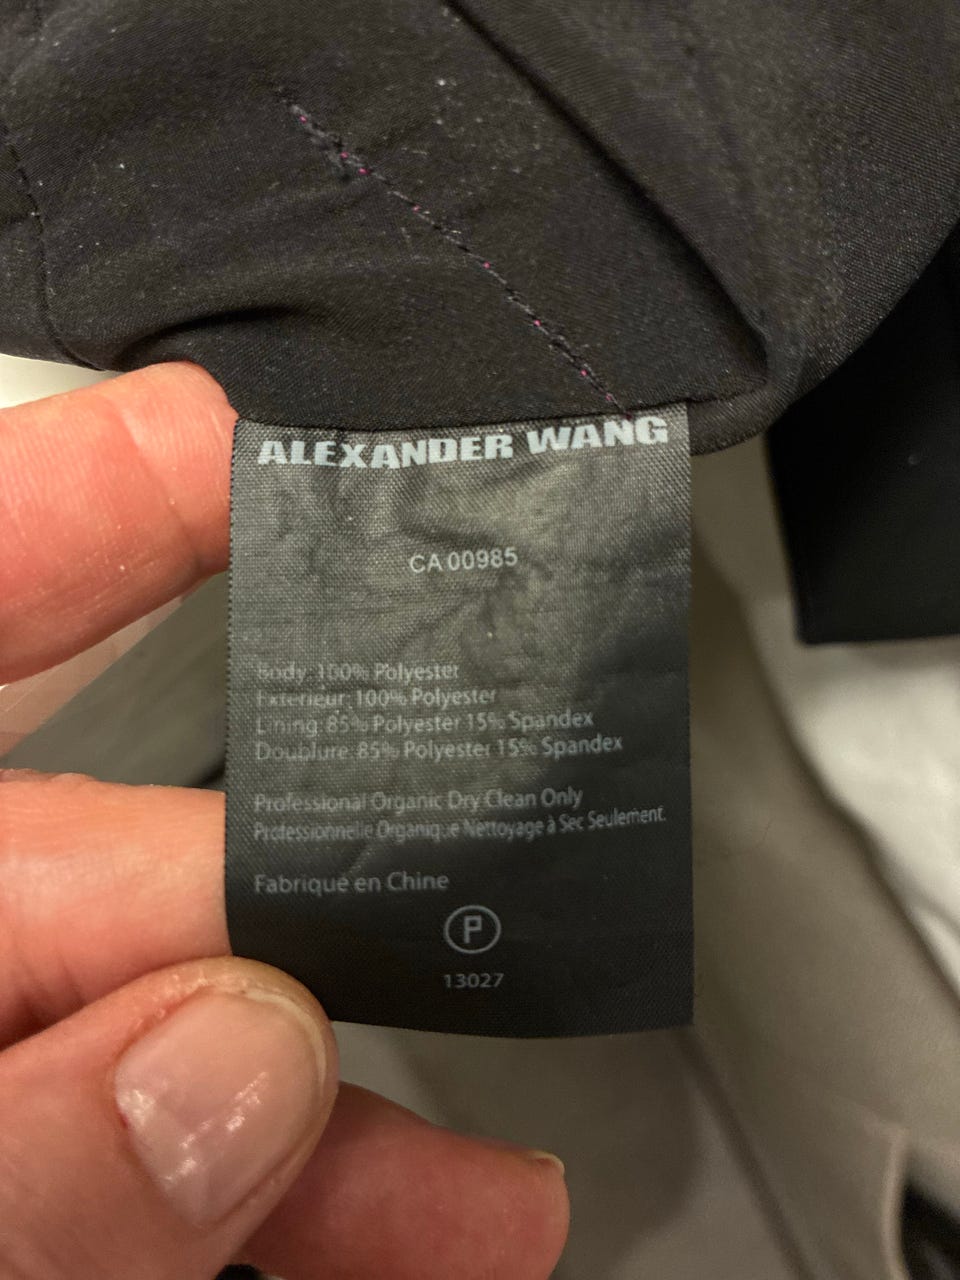 ALEXANDER WANG
CA 00985
Body: 100% Polyester
Exterieur: 100% Polyester
Lining: 85% Polyester 15% Spandex
Doublure: 85% Polyester 15% Spandex
Professional Organic Dry Clean Only
Professionnelle Organique Nettoyage à Sec Seulement.
Fabrique en Chine
P
13027